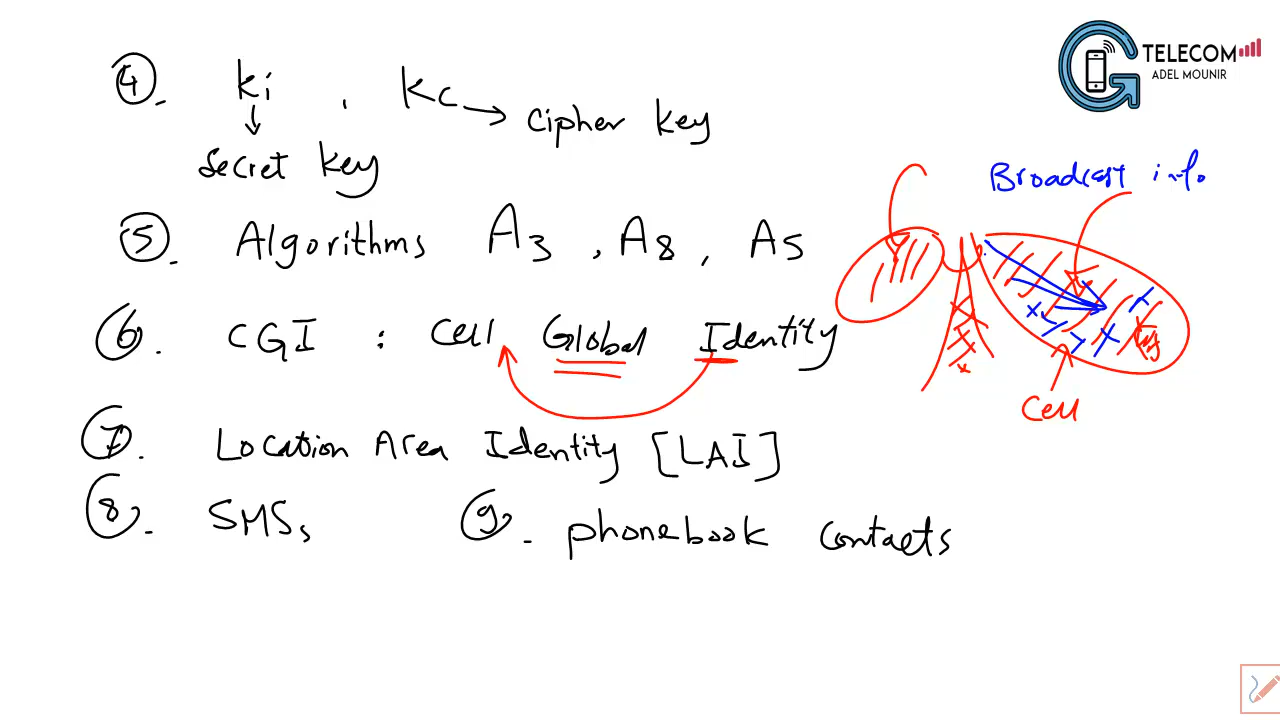 TELECOM
ADEL MOUNIR
④. Ki , Kc → Cipher Key
Secret Key
Broadcast info
⑤. Algorithms A3 , A8 , A5
⑥. CGI : Cell Global Identity
Cell
⑦. Location Area Identity [LAI]
⑧. SMSs ⑨. phonebook contacts